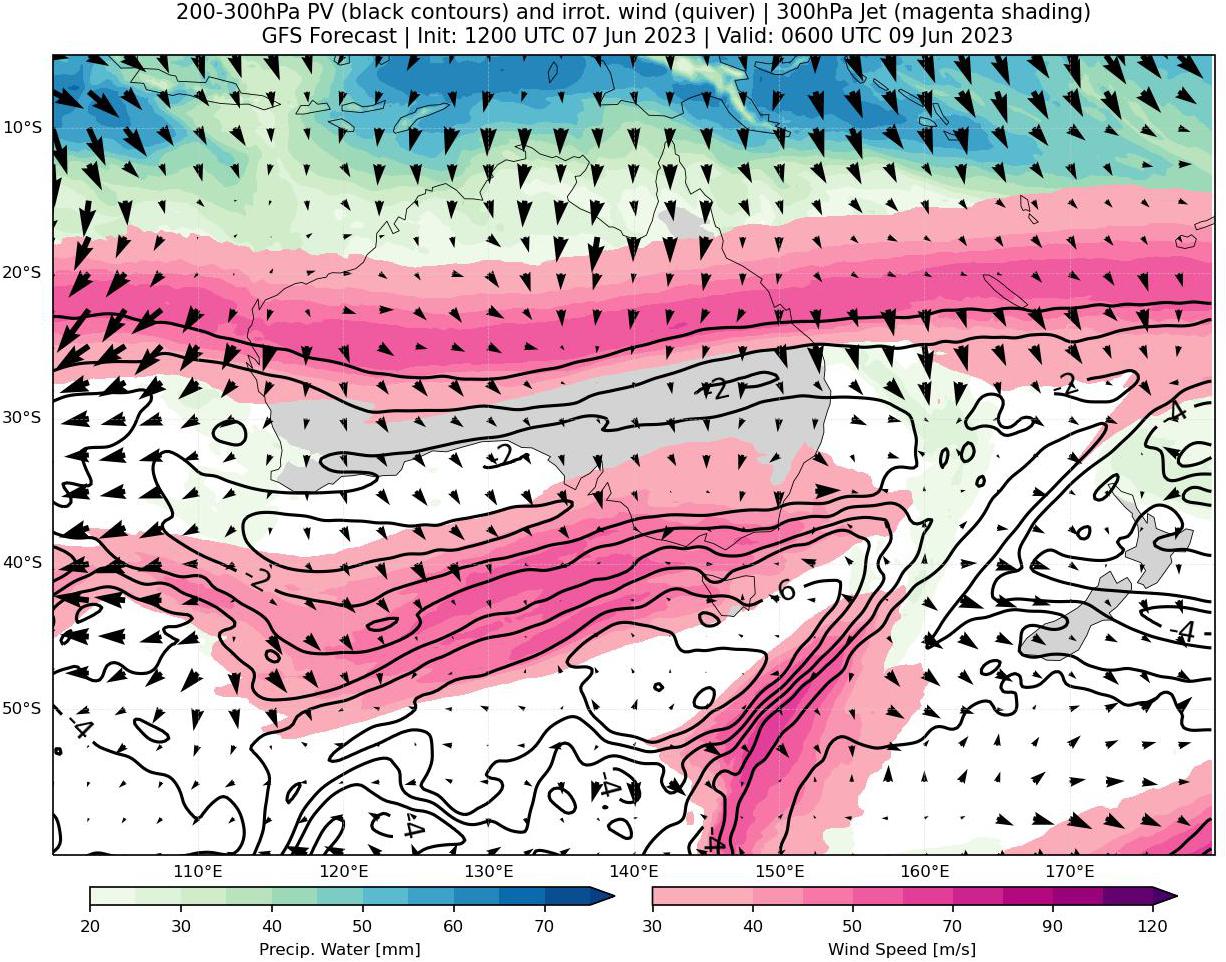 200-300hPa PV (black contours) and irrot. wind (quiver) | 300hPa Jet (magenta shading)
GFS Forecast | Init: 1200 UTC 07 Jun 2023 | Valid: 0600 UTC 09 Jun 2023
10°S
20°S
30°S
40°S
50°S
-2
-2
-2
-2
-4
-4
-4
-4
-4
-4
-6
110°E 120°E 130°E 140°E 150°E 160°E 170°E
20 30 40 50 60 70
Precip. Water [mm]
30 40 50 70 90 120
Wind Speed [m/s]